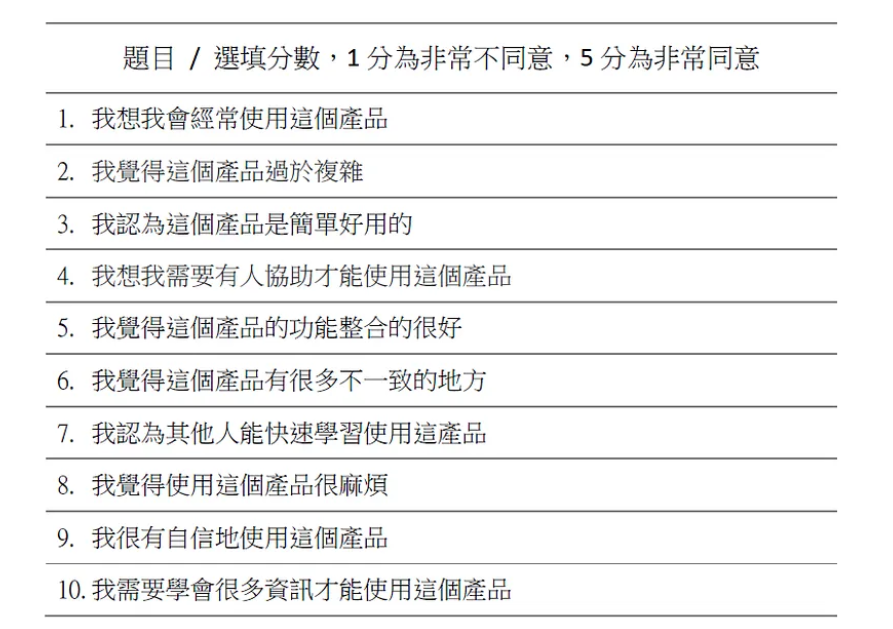 題目 / 選填分數，1 分為非常不同意，5 分為非常同意
1. 我想我會經常使用這個產品
2. 我覺得這個產品過於複雜
3. 我認為這個產品是簡單好用的
4. 我想我需要有人協助才能使用這個產品
5. 我覺得這個產品的功能整合的很好
6. 我覺得這個產品有很多不一致的地方
7. 我認為其他人能快速學習使用這產品
8. 我覺得使用這個產品很麻煩
9. 我很有自信地使用這個產品
10. 我需要學會很多資訊才能使用這個產品